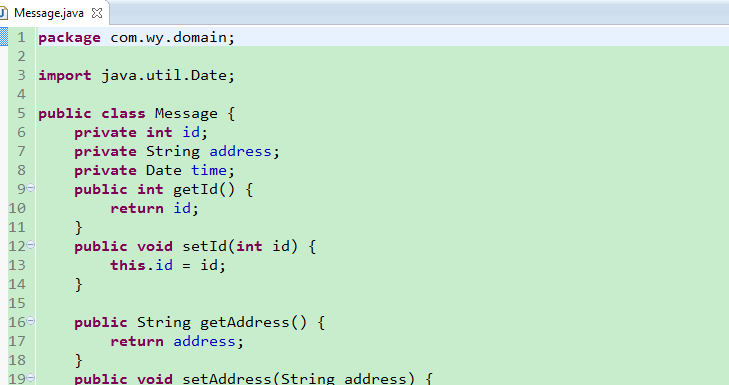 Message.java
1 package com.wy.domain;
2
3 import java.util.Date;
4
5 public class Message {
6     private int id;
7     private String address;
8     private Date time;
9     public int getId() {
10         return id;
11     }
12     public void setId(int id) {
13         this.id = id;
14     }
15
16     public String getAddress() {
17         return address;
18     }
19     public void setAddress(String address) {